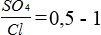 SO₄/Cl = 0,5 - 1